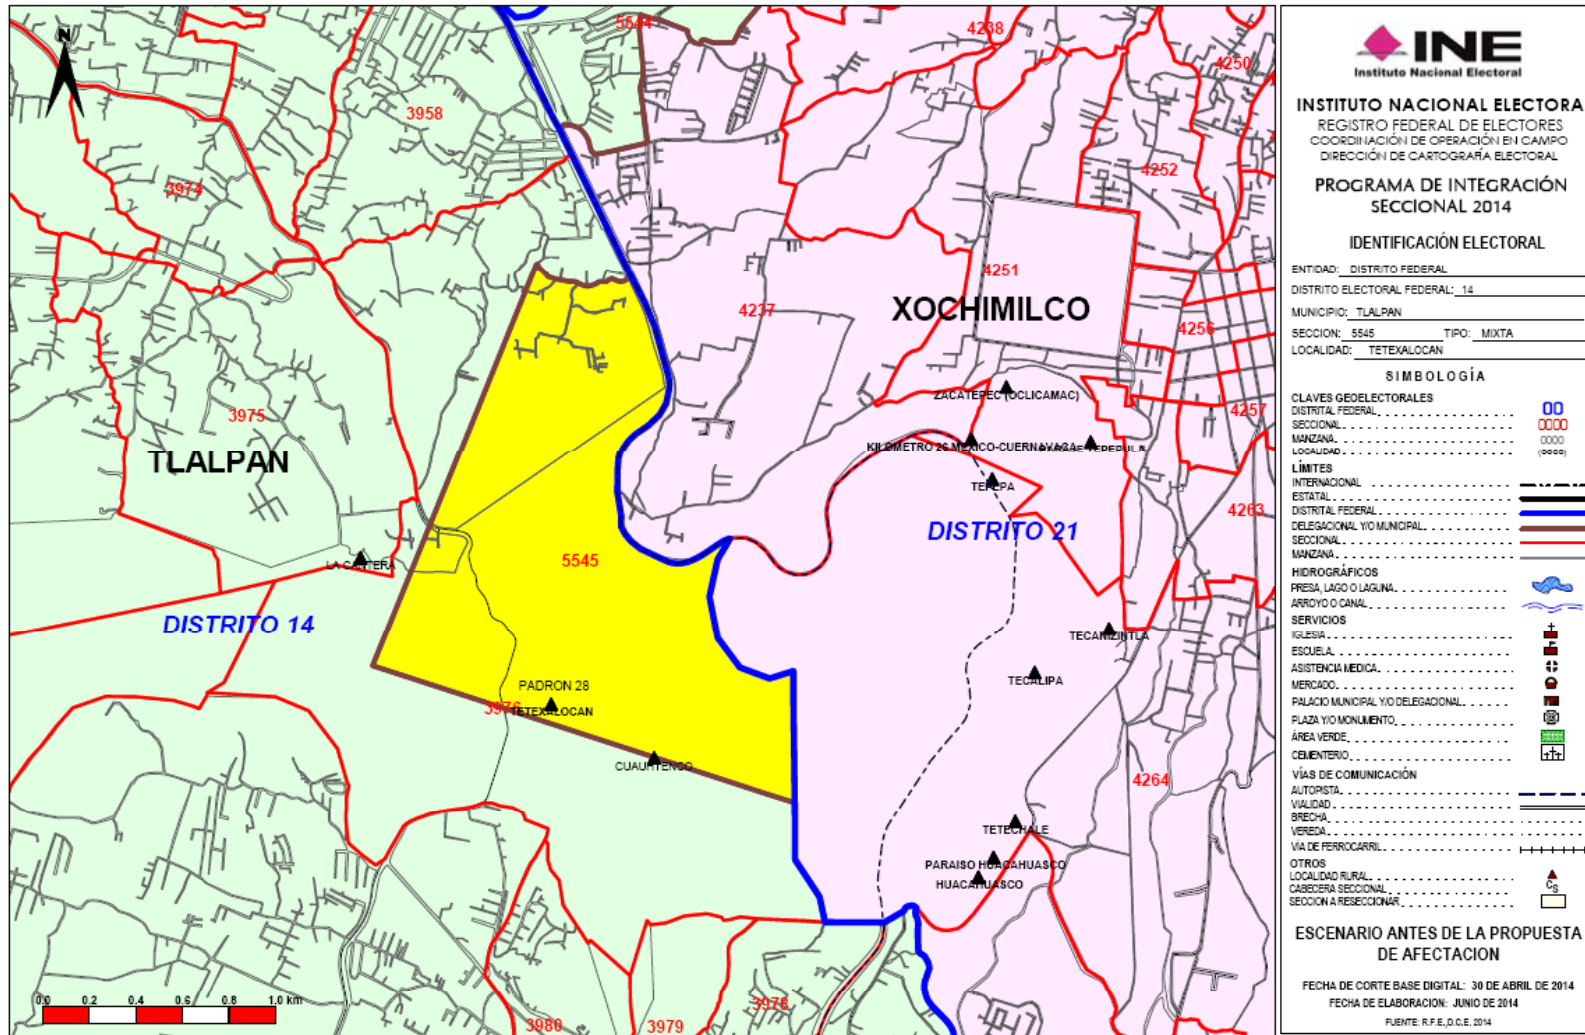 N
5544
4238
4250
3958
4252
3974
4251
4237
XOCHIMILCO
4256
ZACATEPEC (OCLICAMAC)
3975
4257
TLALPAN
KILOMETRO 26 MEXICO-CUERNAVACA
TEPEPA
4263
DISTRITO 21
5545
LA CANTERA
DISTRITO 14
TECANIZINTLA
TECALIPA
PADRON 28
3976
TETEXALOCAN
CUAUHTENCO
4264
TETECHALE
PARAISO HUACAHUASCO
HUACAHUASCO
0.0 0.2 0.4 0.6 0.8 1.0 km
3978
3980
3979
INE
Instituto Nacional Electoral
INSTITUTO NACIONAL ELECTORA
REGISTRO FEDERAL DE ELECTORES
COORDINACIÓN DE OPERACIÓN EN CAMPO
DIRECCIÓN DE CARTOGRAFÍA ELECTORAL
PROGRAMA DE INTEGRACIÓN
SECCIONAL 2014
IDENTIFICACIÓN ELECTORAL
ENTIDAD: DISTRITO FEDERAL
DISTRITO ELECTORAL FEDERAL: 14
MUNICIPIO: TLALPAN
SECCION: 5545 TIPO: MIXTA
LOCALIDAD: TETEXALOCAN
SIMBOLOGÍA
CLAVES GEOELECTORALES
DISTRITAL FEDERAL 00
SECCIONAL 0000
MANZANA 0000
LOCALIDAD (0000)
LÍMITES
INTERNACIONAL
ESTATAL
DISTRITAL FEDERAL
DELEGACIONAL Y/O MUNICIPAL
SECCIONAL
MANZANA
HIDROGRÁFICOS
PRESA, LAGO O LAGUNA
ARROYO O CANAL
SERVICIOS
IGLESIA
ESCUELA
ASISTENCIA MEDICA
MERCADO
PALACIO MUNICIPAL Y/O DELEGACIONAL
PLAZA Y/O MONUMENTO
ÁREA VERDE
CEMENTERIO
VÍAS DE COMUNICACIÓN
AUTOPISTA
VIALIDAD
BRECHA
VEREDA
VIA DE FERROCARRIL
OTROS
LOCALIDAD RURAL
CABECERA SECCIONAL CS
SECCION A RESECCIONAR
ESCENARIO ANTES DE LA PROPUESTA
DE AFECTACION
FECHA DE CORTE BASE DIGITAL: 30 DE ABRIL DE 2014
FECHA DE ELABORACION: JUNIO DE 2014
FUENTE: R.F.E.,D.C.E. 2014